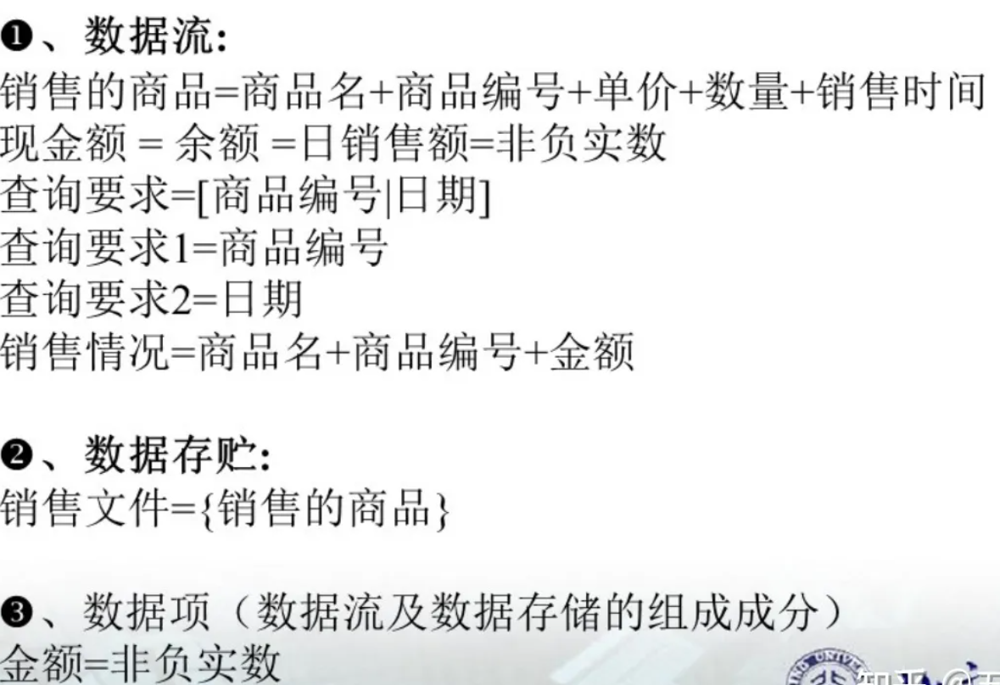 ❶、数据流:
销售的商品=商品名+商品编号+单价+数量+销售时间
现金额 = 余额 =日销售额=非负实数
查询要求=[商品编号|日期]
查询要求1=商品编号
查询要求2=日期
销售情况=商品名+商品编号+金额
❷、数据存贮:
销售文件={销售的商品}
❸、数据项（数据流及数据存储的组成成分）
金额=非负实数
知乎